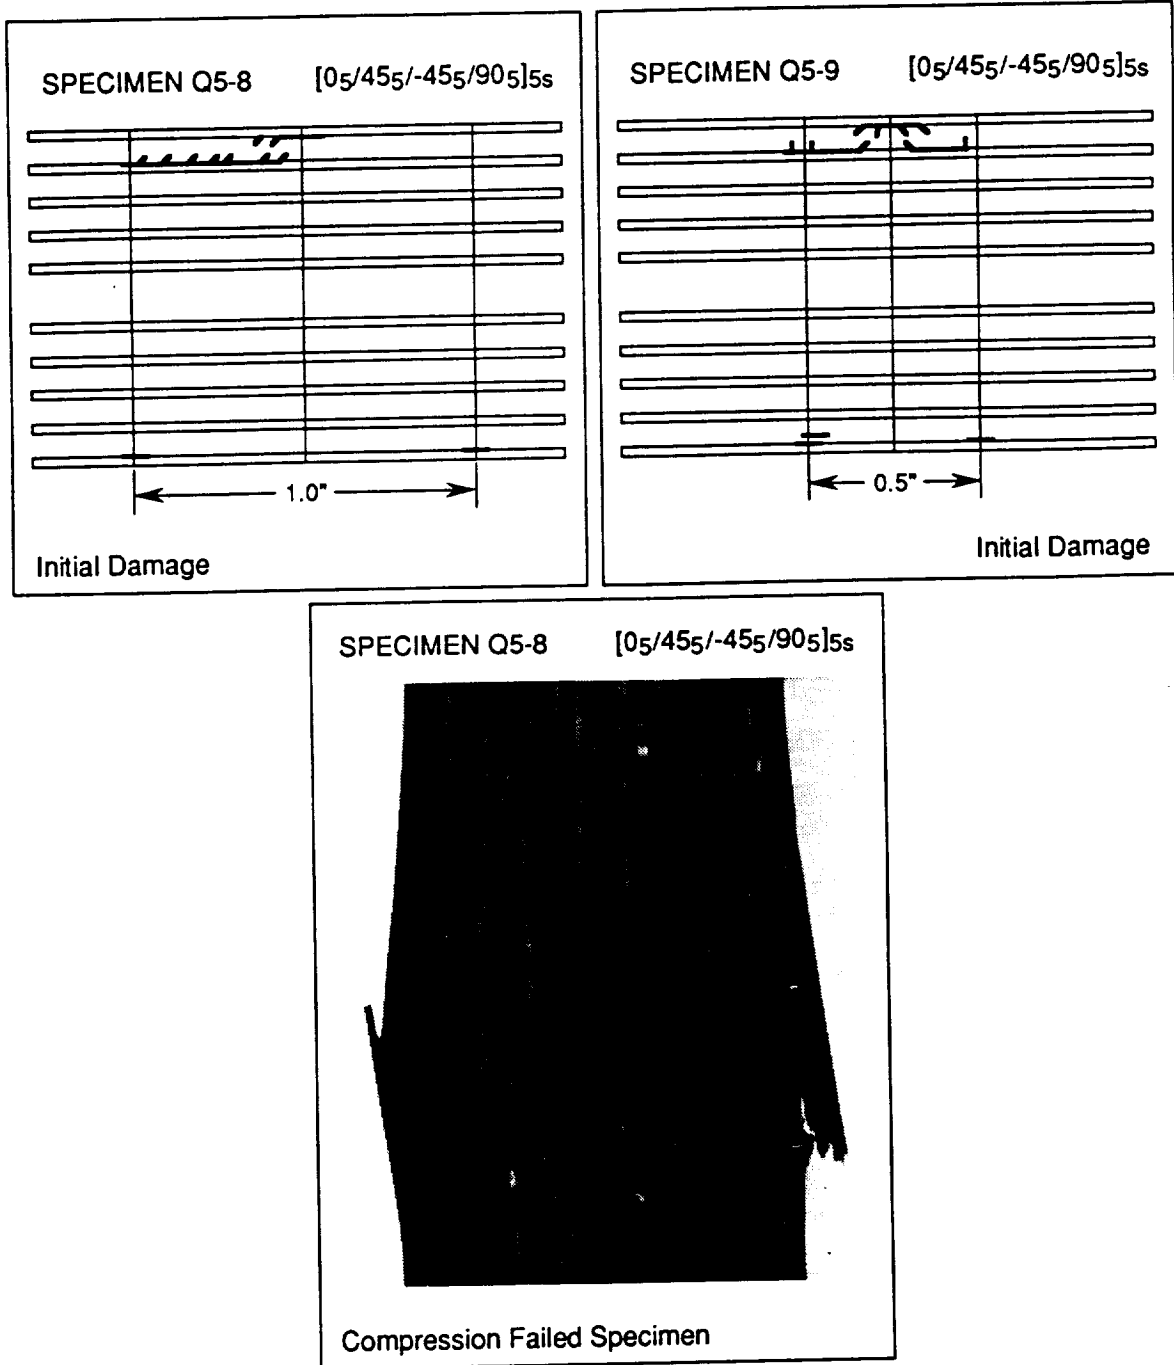 SPECIMEN Q5-8 [0₅/45₅/-45₅/90₅]5s
1.0"
Initial Damage
SPECIMEN Q5-9 [0₅/45₅/-45₅/90₅]5s
0.5"
Initial Damage
SPECIMEN Q5-8 [0₅/45₅/-45₅/90₅]5s
Compression Failed Specimen